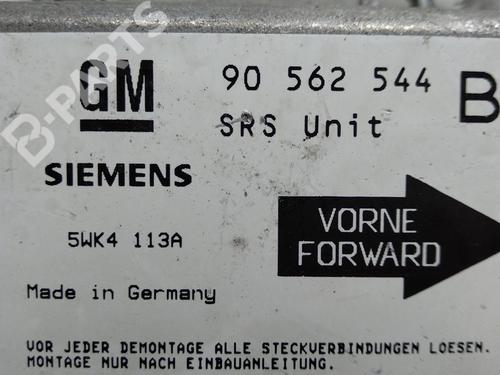 B-PARTS
GM
90 562 544
B
SRS Unit
SIEMENS
5WK4 113A
VORNE
FORWARD
Made in Germany
VOR JEDER DEMONTAGE ALLE STECKVERBINDUNGEN LOESEN.
MONTAGE NUR NACH EINBAUANLEITUNG.